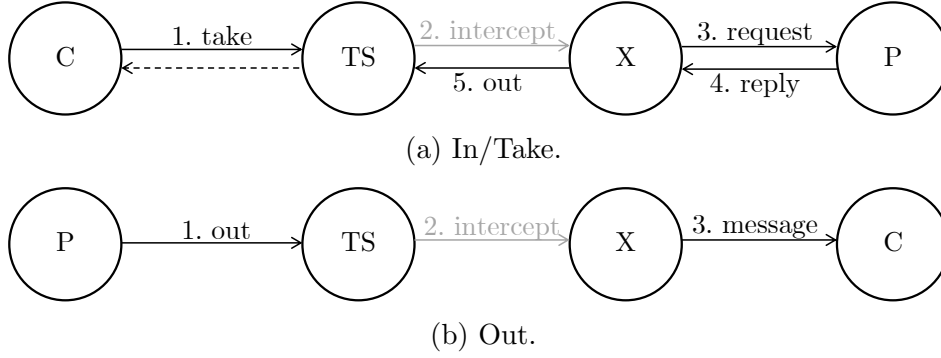 C 1. take TS 2. intercept X 3. request P
5. out 4. reply
(a) In/Take.
P 1. out TS 2. intercept X 3. message C
(b) Out.